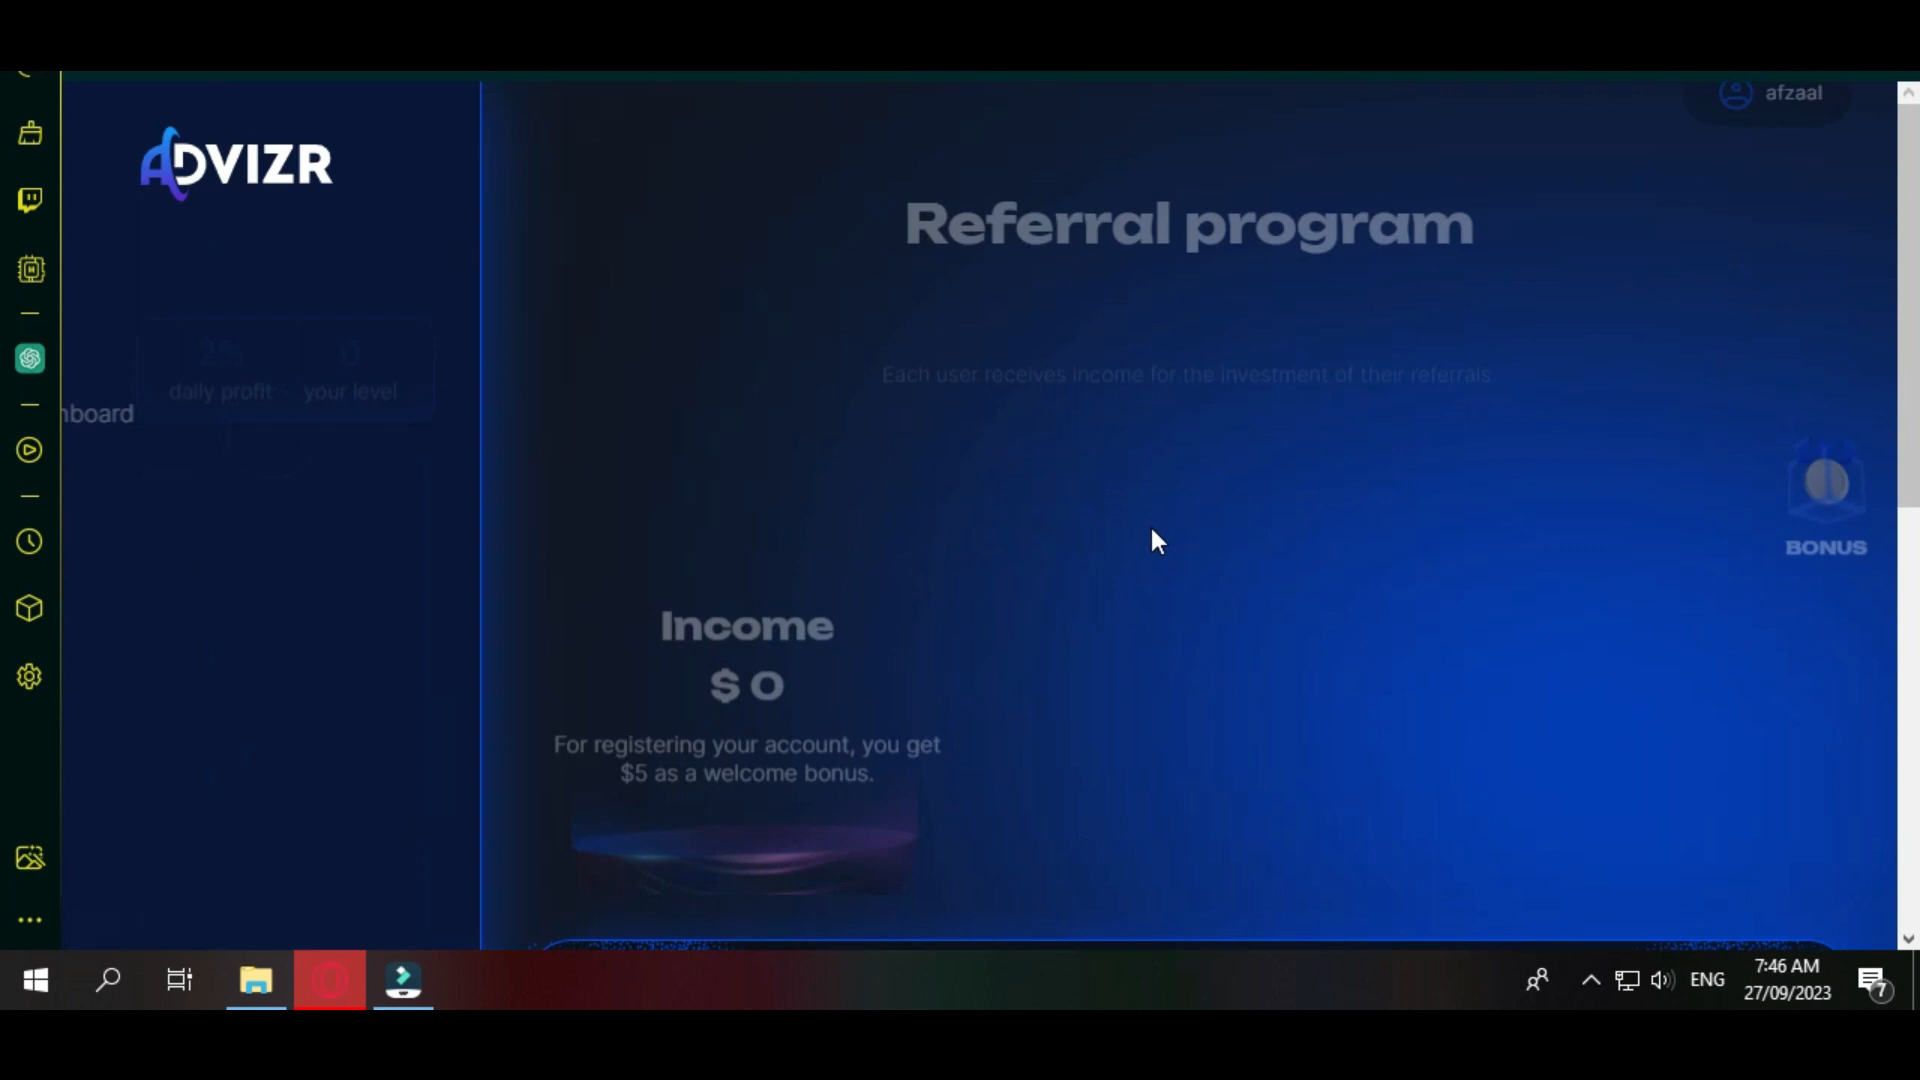 ADVIZR
afzaal
Referral program
2%
0
daily profit
your level
hboard
Each user receives income for the investment of their referrals.
BONUS
Income
$ 0
For registering your account, you get
$5 as a welcome bonus.
ENG
7:46 AM
27/09/2023
7